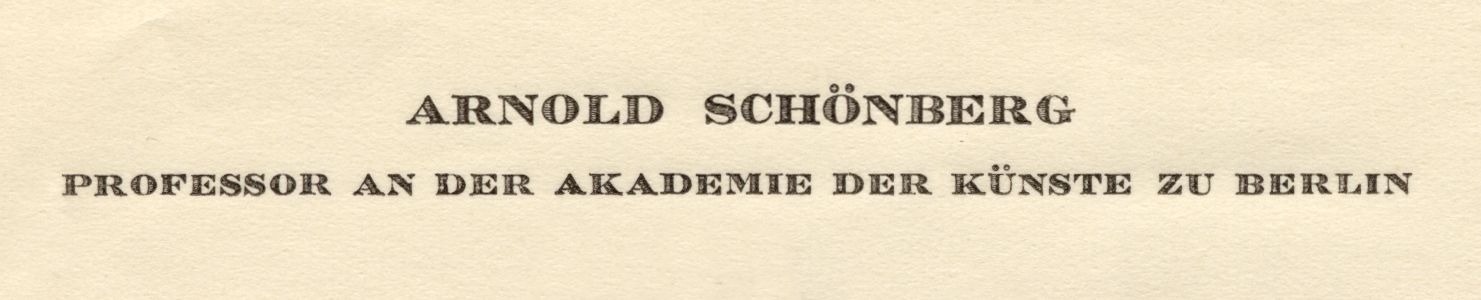 ARNOLD SCHÖNBERG
PROFESSOR AN DER AKADEMIE DER KÜNSTE ZU BERLIN